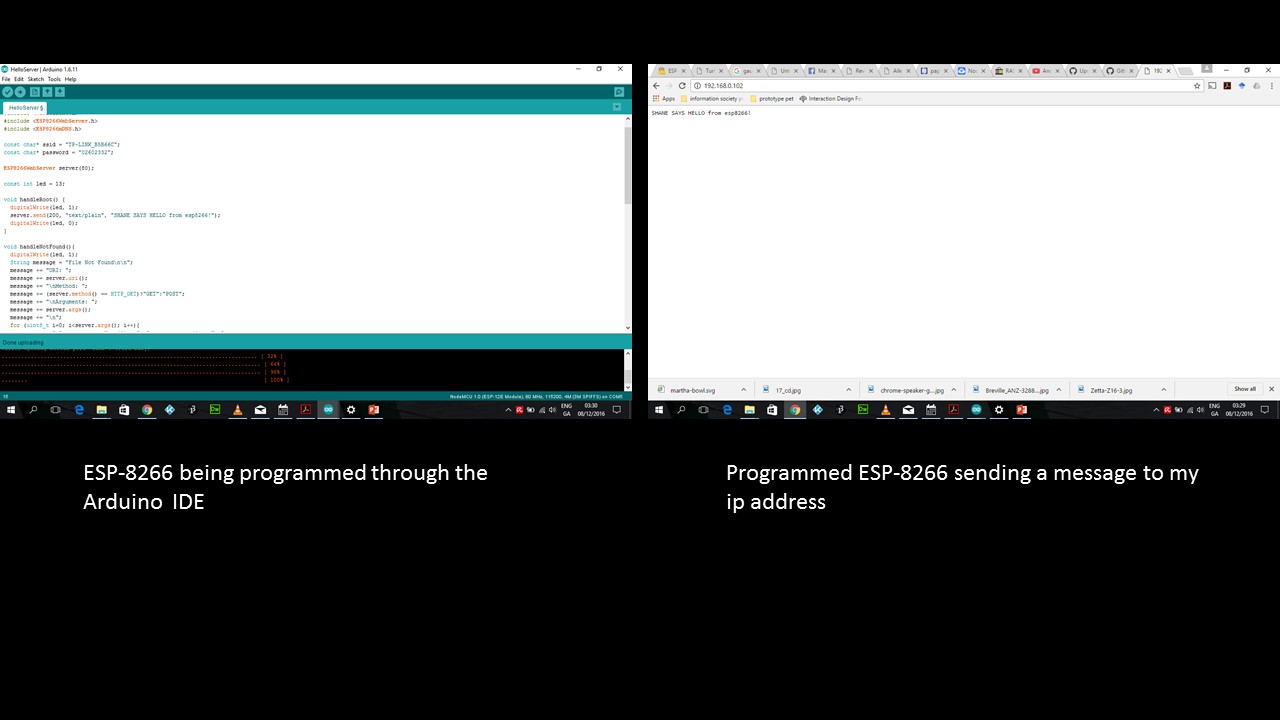 HelloServer | Arduino 1.6.11
File Edit Sketch Tools Help
HelloServer §
#include <ESP8266WebServer.h>
#include <ESP8266mDNS.h>
const char* ssid = "TP-LINK_B5B66C";
const char* password = "02602332";
ESP8266WebServer server(80);
const int led = 13;
void handleRoot() {
digitalWrite(led, 1);
server.send(200, "text/plain", "SHANE SAYS HELLO from esp8266!");
digitalWrite(led, 0);
}
void handleNotFound(){
digitalWrite(led, 1);
String message = "File Not Found\n\n";
message += "URI: ";
message += server.uri();
message += "\nMethod: ";
message += (server.method() == HTTP_GET)?"GET":"POST";
message += "\nArguments: ";
message += server.args();
message += "\n";
for (uint8_t i=0; i<server.args(); i++){
Done uploading.
................................................................................ [ 32% ]
................................................................................ [ 64% ]
................................................................................ [ 96% ]
........ [ 100% ]
18
NodeMCU 1.0 (ESP-12E Module), 80 MHz, 115200, 4M (3M SPIFFS) on COM5
ENG
GA
03:30
08/12/2016
192.168.0.102
Apps information society p prototype pet Interaction Design Fo
SHANE SAYS HELLO from esp8266!
martha-bowl.svg 17_cd.jpg chrome-speaker-g....jpg Breville_ANZ-3288....jpg Zetta-Z16-3.jpg Show all
ENG
GA
03:29
08/12/2016
ESP-8266 being programmed through the
Arduino IDE
Programmed ESP-8266 sending a message to my
ip address